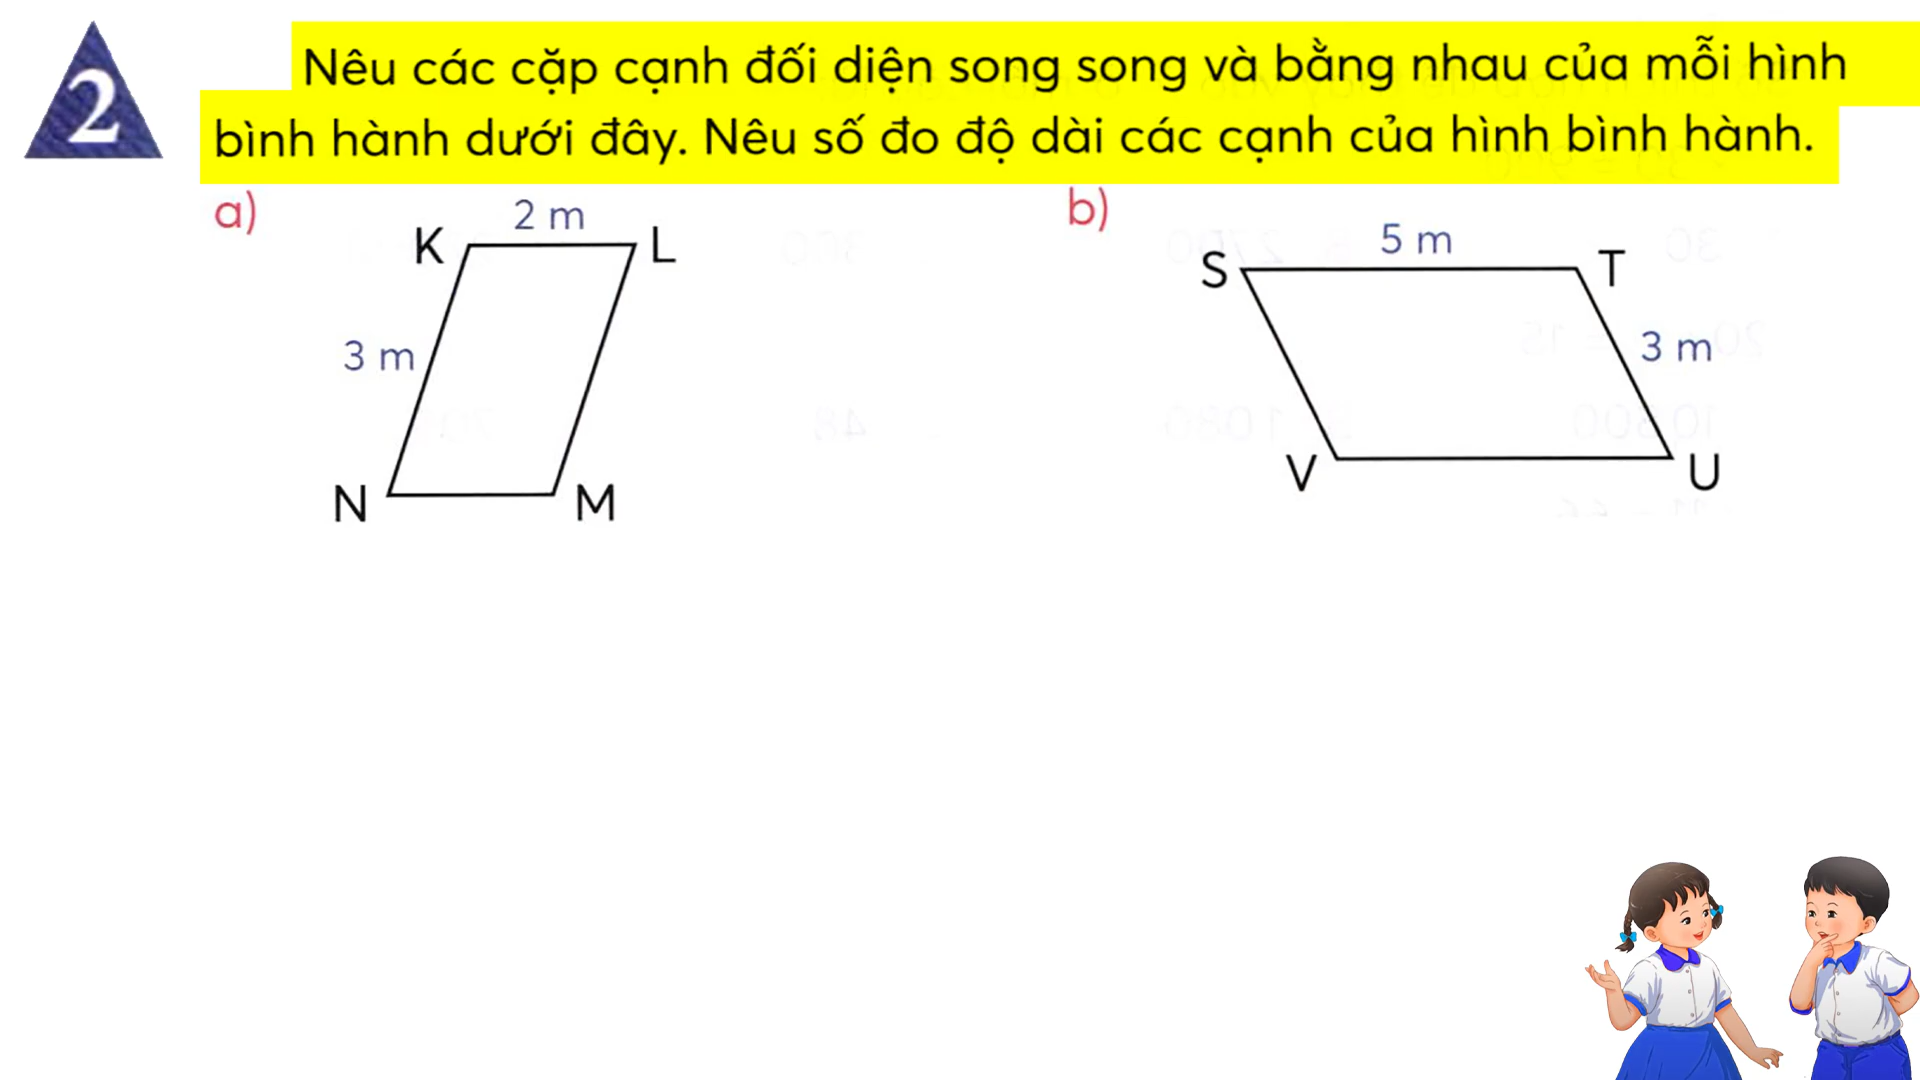 2
Nêu các cặp cạnh đối diện song song và bằng nhau của mỗi hình
bình hành dưới đây. Nêu số đo độ dài các cạnh của hình bình hành.
a)
2 m
K
L
3 m
N
M
b)
5 m
S
T
3 m
V
U